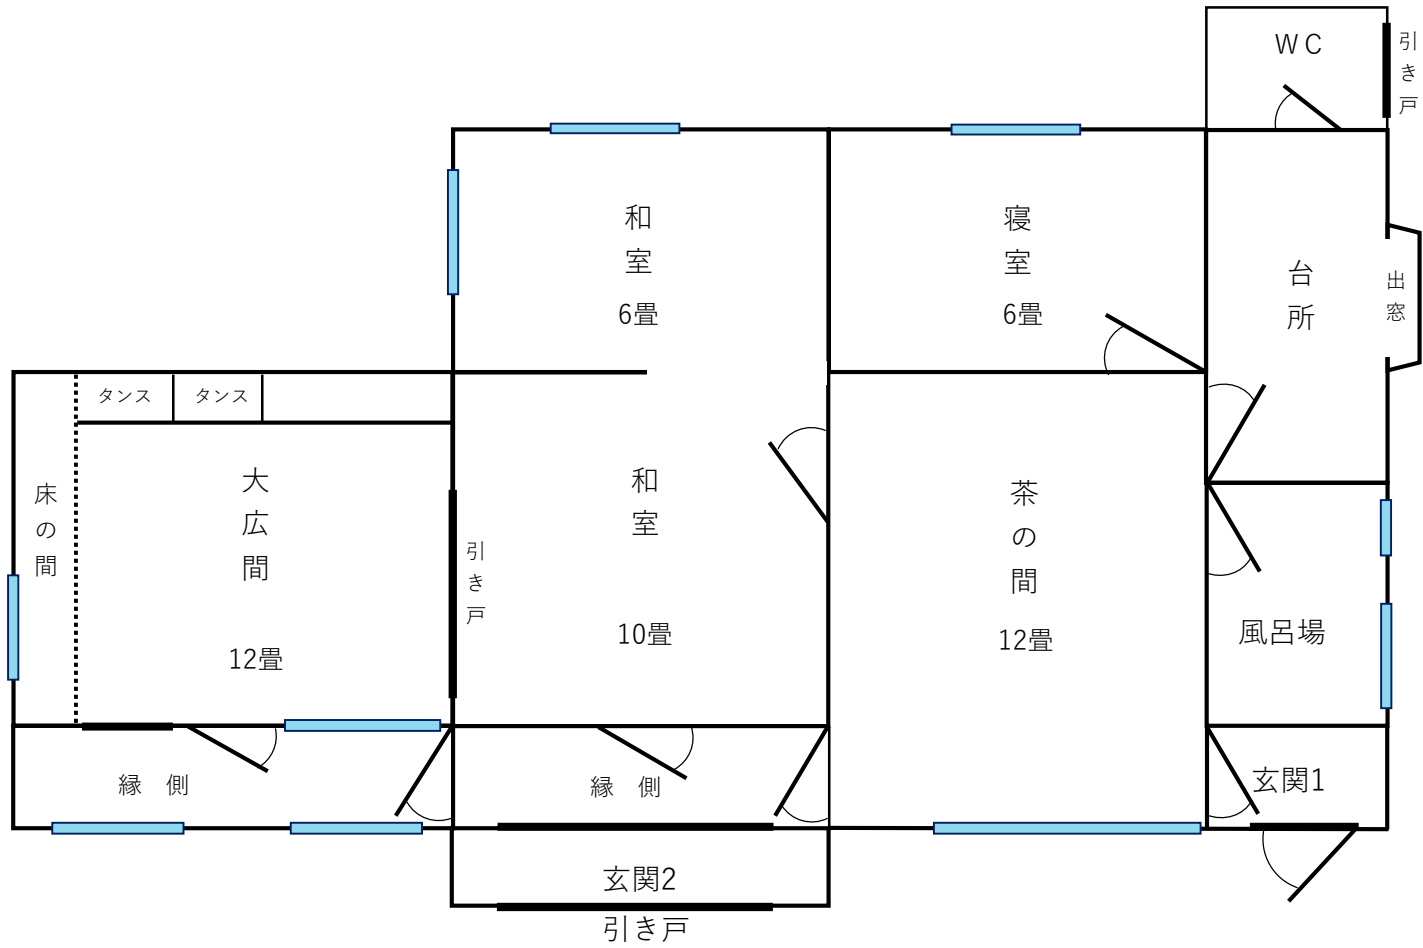 ＷＣ
引き戸
和室
6畳
寝室
6畳
台所
出窓
タンス
タンス
床の間
大広間
12畳
引き戸
和室
10畳
茶の間
12畳
風呂場
縁　側
縁　側
玄関1
玄関2
引き戸